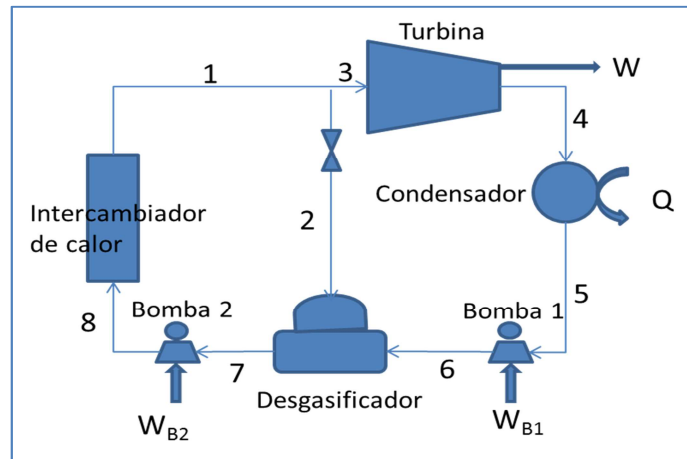 Turbina
1
3
W
4
Condensador
Q
Intercambiador
de calor
2
5
8
Bomba 2
Bomba 1
7
6
Desgasificador
WB2
WB1